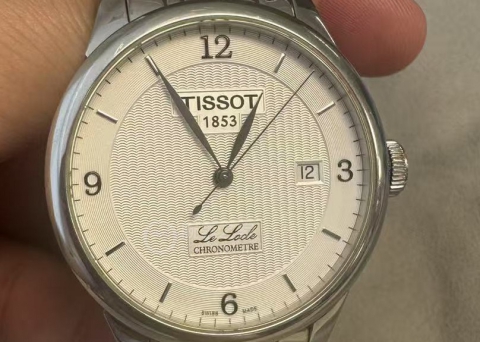 12
TISSOT
1853
9
12
3
Le Locle
CHRONOMETRE
6
SWISS MADE